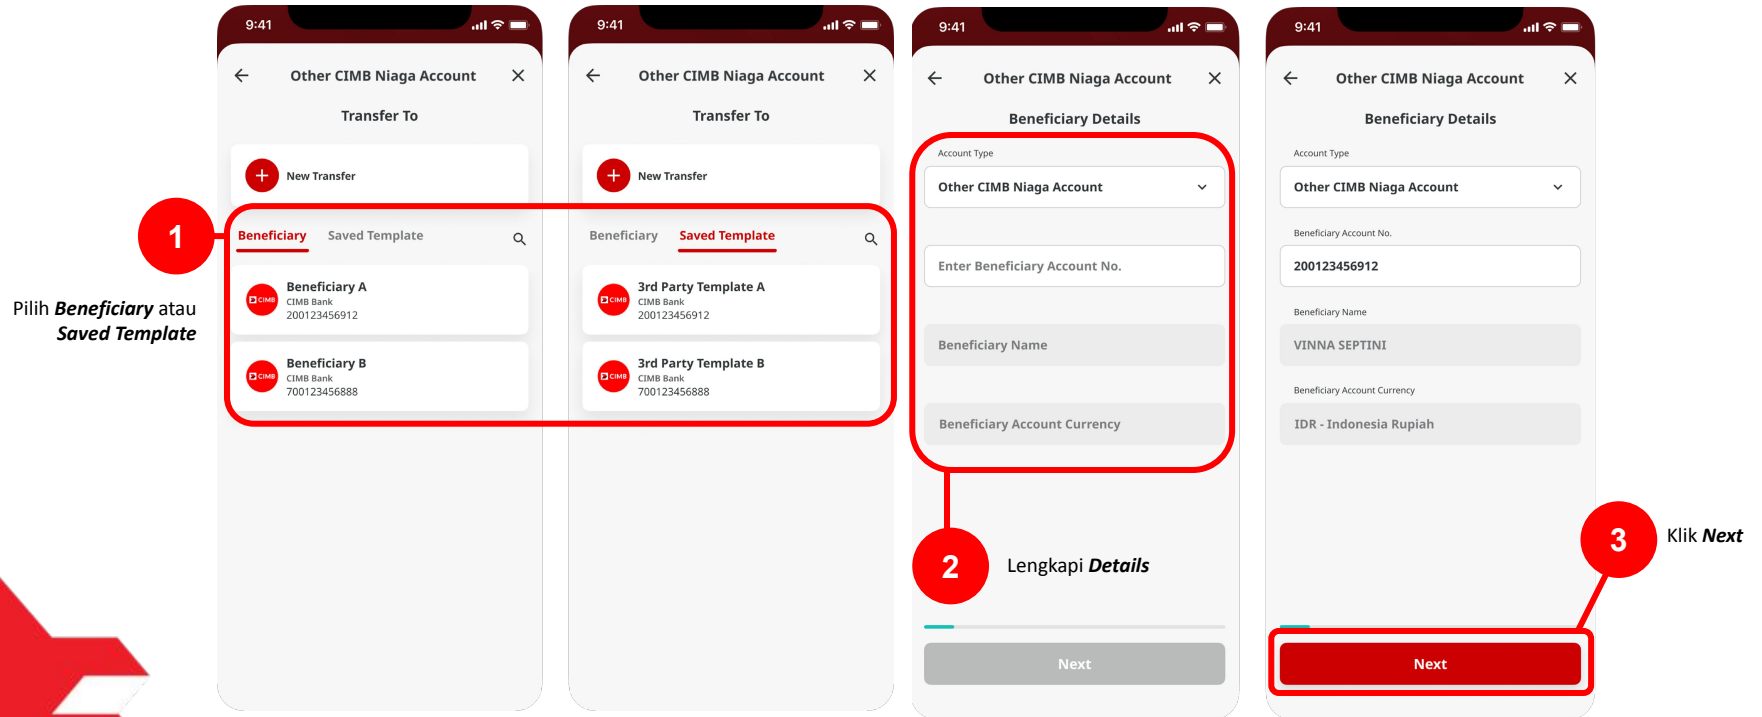 1
Pilih Beneficiary atau
Saved Template
9:41
Other CIMB Niaga Account
Transfer To
New Transfer
Beneficiary Saved Template
Beneficiary A
CIMB Bank
200123456912
CIMB
Beneficiary B
CIMB Bank
700123456888
CIMB
9:41
Other CIMB Niaga Account
Transfer To
New Transfer
Beneficiary Saved Template
3rd Party Template A
CIMB Bank
200123456912
CIMB
3rd Party Template B
CIMB Bank
700123456888
CIMB
9:41
Other CIMB Niaga Account
Beneficiary Details
Account Type
Other CIMB Niaga Account
Enter Beneficiary Account No.
Beneficiary Name
Beneficiary Account Currency
2
Lengkapi Details
Next
9:41
Other CIMB Niaga Account
Beneficiary Details
Account Type
Other CIMB Niaga Account
Beneficiary Account No.
200123456912
Beneficiary Name
VINNA SEPTINI
Beneficiary Account Currency
IDR - Indonesia Rupiah
3
Klik Next
Next